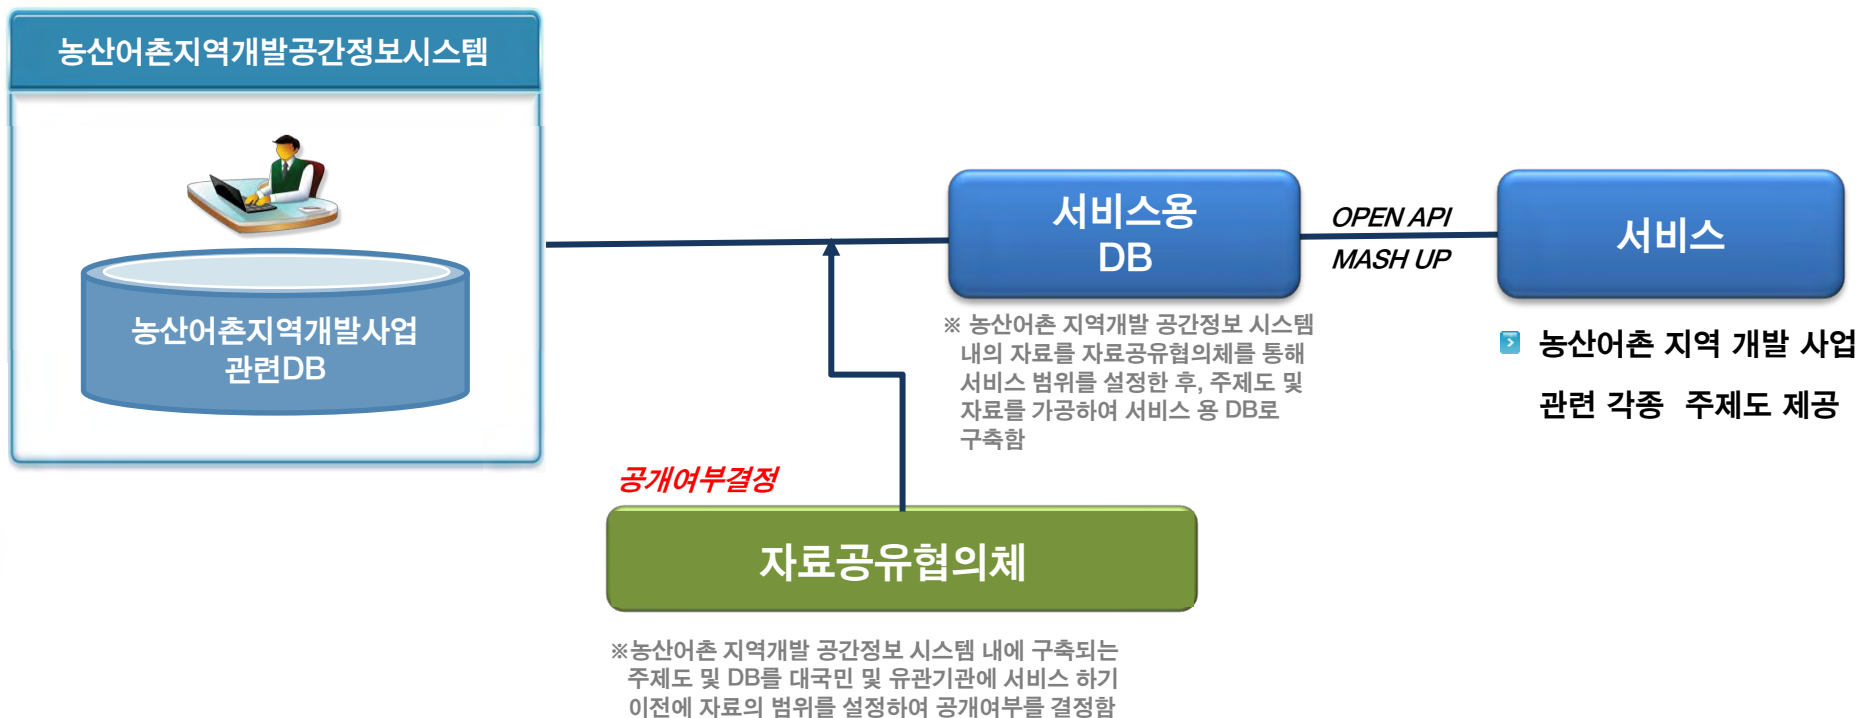 농산어촌지역개발공간정보시스템
농산어촌지역개발사업
관련DB
서비스용
DB
OPEN API
MASH UP
서비스
※ 농산어촌 지역개발 공간정보 시스템
내의 자료를 자료공유협의체를 통해
서비스 범위를 설정한 후, 주제도 및
자료를 가공하여 서비스 용 DB로
구축함
농산어촌 지역 개발 사업
관련 각종 주제도 제공
공개여부결정
자료공유협의체
※농산어촌 지역개발 공간정보 시스템 내에 구축되는
주제도 및 DB를 대국민 및 유관기관에 서비스 하기
이전에 자료의 범위를 설정하여 공개여부를 결정함